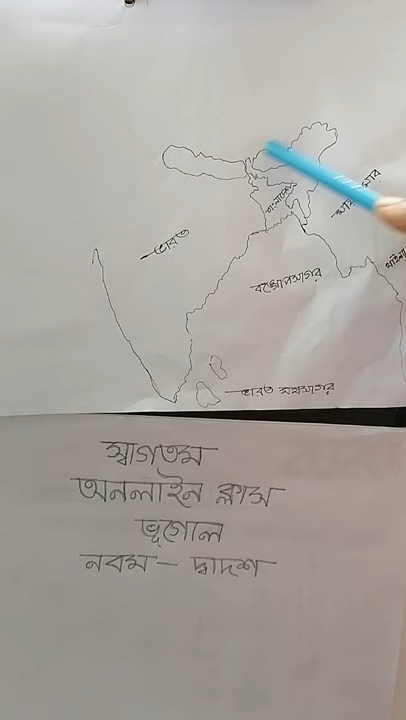 ভারত
বাংলাদেশ
বঙ্গোপসাগর
ভারত মহাসাগর
স্বাগতম
অনলাইন ক্লাস
ভূগোল
নবম - দ্বাদশ